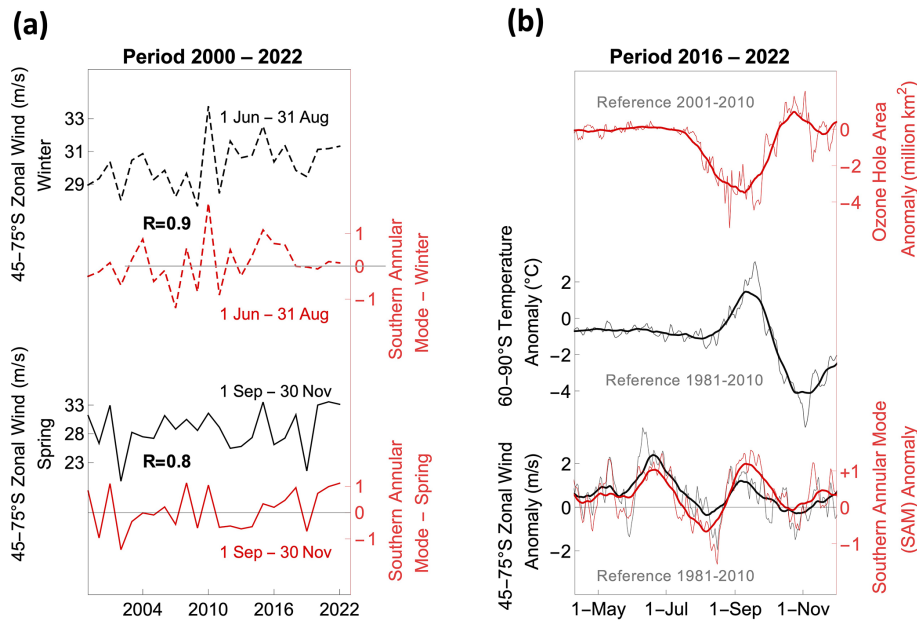 (a)
Period 2000 – 2022
45–75°S Zonal Wind (m/s)
Winter
33
31
29
1 Jun – 31 Aug
R=0.9
1
0
−1
Southern Annular
Mode – Winter
1 Jun – 31 Aug
45–75°S Zonal Wind (m/s)
Spring
33
28
23
1 Sep – 30 Nov
R=0.8
1
0
−1
Southern Annular
Mode – Spring
1 Sep – 30 Nov
2004
2010
2016
2022
(b)
Period 2016 – 2022
Reference 2001-2010
0
−2
−4
Ozone Hole Area
Anomaly (million km²)
60–90°S Temperature
Anomaly (°C)
2
0
−2
−4
Reference 1981-2010
45–75°S Zonal Wind
Anomaly (m/s)
2
0
−2
+1
0
−1
Southern Annular Mode
(SAM) Anomaly
Reference 1981-2010
1–May
1–Jul
1–Sep
1–Nov